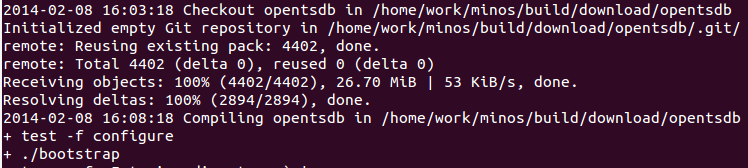 2014-02-08 16:03:18 Checkout opentsdb in /home/work/minos/build/download/opentsdb
Initialized empty Git repository in /home/work/minos/build/download/opentsdb/.git/
remote: Reusing existing pack: 4402, done.
remote: Total 4402 (delta 0), reused 0 (delta 0)
Receiving objects: 100% (4402/4402), 26.70 MiB | 53 KiB/s, done.
Resolving deltas: 100% (2894/2894), done.
2014-02-08 16:08:18 Compiling opentsdb in /home/work/minos/build/download/opentsdb
+ test -f configure
+ ./bootstrap